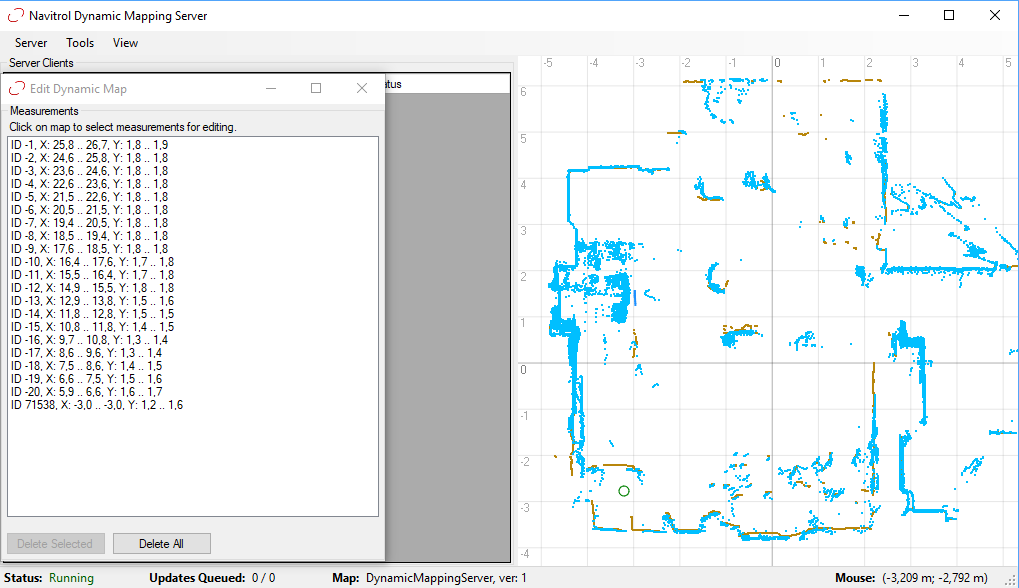 Navitrol Dynamic Mapping Server
Server Tools View
Server Clients
tus
Edit Dynamic Map
Measurements
Click on map to select measurements for editing.
ID -1, X: 25,8 .. 26,7, Y: 1,8 .. 1,9
ID -2, X: 24,6 .. 25,8, Y: 1,8 .. 1,8
ID -3, X: 23,6 .. 24,6, Y: 1,8 .. 1,8
ID -4, X: 22,6 .. 23,6, Y: 1,8 .. 1,8
ID -5, X: 21,5 .. 22,6, Y: 1,8 .. 1,8
ID -6, X: 20,5 .. 21,5, Y: 1,8 .. 1,8
ID -7, X: 19,4 .. 20,5, Y: 1,8 .. 1,8
ID -8, X: 18,5 .. 19,4, Y: 1,8 .. 1,8
ID -9, X: 17,6 .. 18,5, Y: 1,8 .. 1,8
ID -10, X: 16,4 .. 17,6, Y: 1,7 .. 1,8
ID -11, X: 15,5 .. 16,4, Y: 1,7 .. 1,8
ID -12, X: 14,9 .. 15,5, Y: 1,8 .. 1,8
ID -13, X: 12,9 .. 13,8, Y: 1,5 .. 1,6
ID -14, X: 11,8 .. 12,8, Y: 1,5 .. 1,5
ID -15, X: 10,8 .. 11,8, Y: 1,4 .. 1,5
ID -16, X: 9,7 .. 10,8, Y: 1,3 .. 1,4
ID -17, X: 8,6 .. 9,6, Y: 1,3 .. 1,4
ID -18, X: 7,5 .. 8,6, Y: 1,4 .. 1,5
ID -19, X: 6,6 .. 7,5, Y: 1,5 .. 1,6
ID -20, X: 5,9 .. 6,6, Y: 1,6 .. 1,7
ID 71538, X: -3,0 .. -3,0, Y: 1,2 .. 1,6
Delete Selected Delete All
-5 -4 -3 -2 -1 0 1 2 3 4 5
6
5
4
3
2
1
0
-1
-2
-3
-4
Status: Running Updates Queued: 0 / 0 Map: DynamicMappingServer, ver: 1 Mouse: (-3,209 m; -2,792 m)